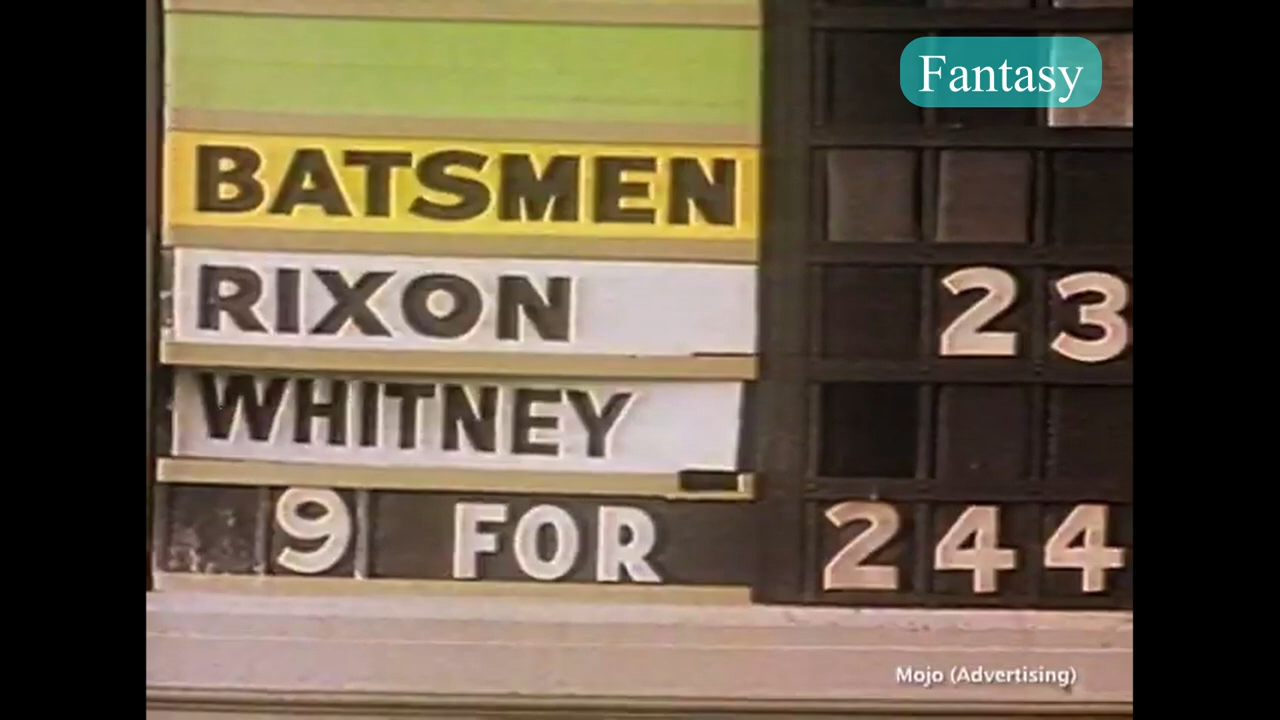 Fantasy
BATSMEN
RIXON 23
WHITNEY
9 FOR 244
Mojo (Advertising)